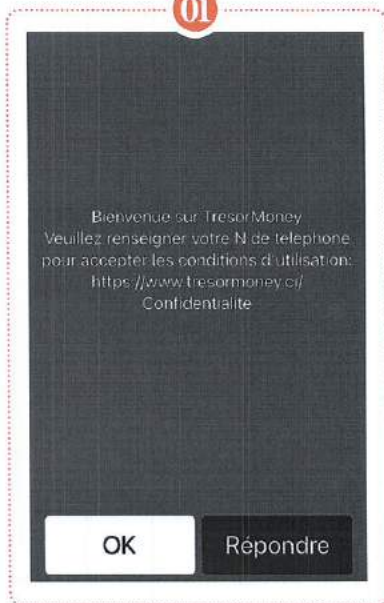 01
Bienvenue sur TresorMoney
Veuillez renseigner votre N de telephone
pour accepter les conditions d'utilisation:
https://www.tresormoney.ci/
Confidentialite
OK
Répondre